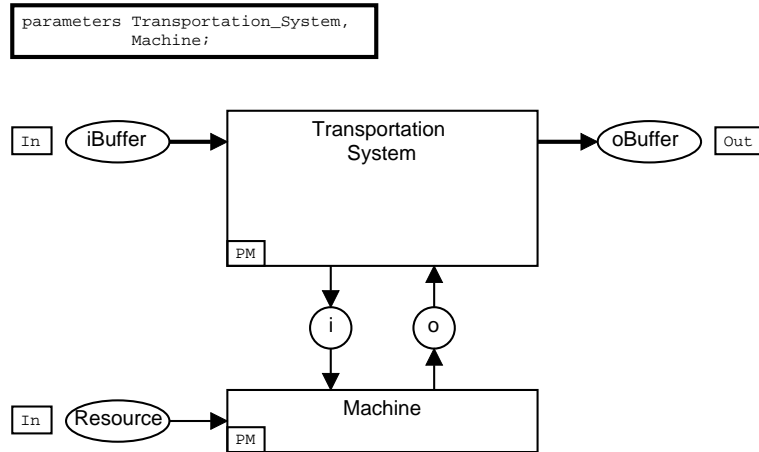 parameters Transportation_System,
Machine;
In
iBuffer
Transportation
System
oBuffer
Out
PM
i
o
In
Resource
Machine
PM